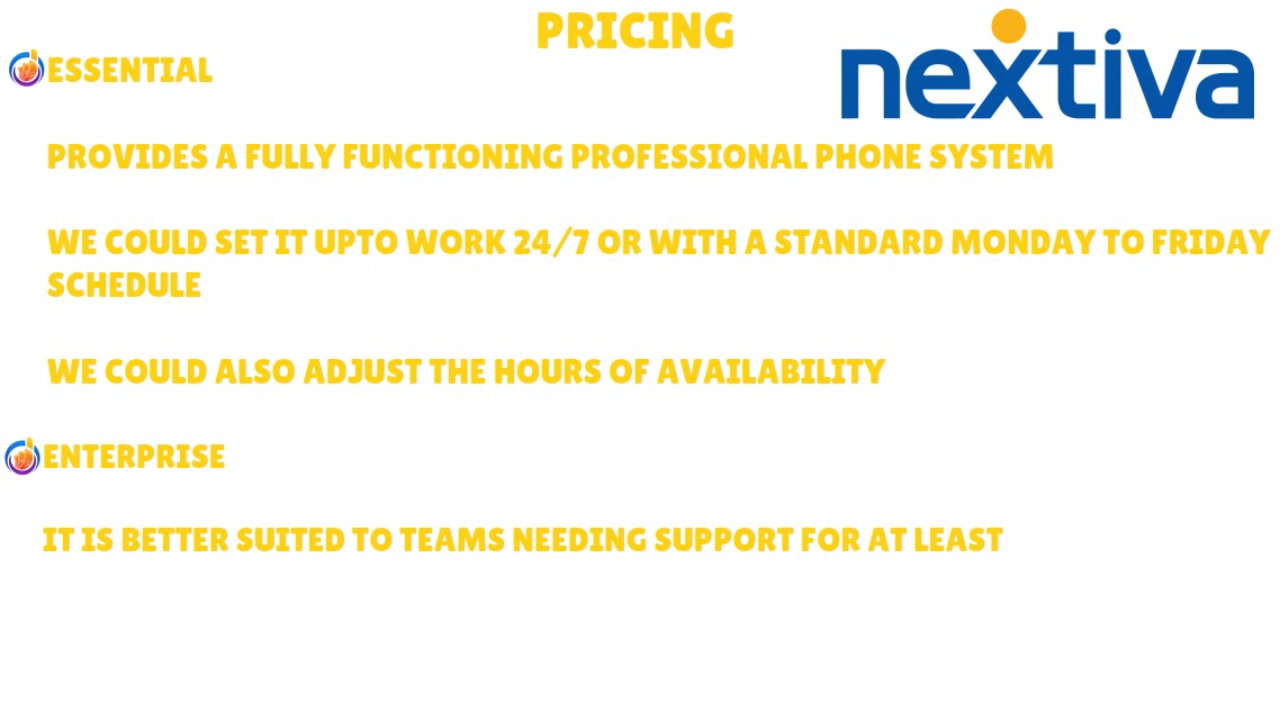 PRICING
nextiva
ESSENTIAL
PROVIDES A FULLY FUNCTIONING PROFESSIONAL PHONE SYSTEM
WE COULD SET IT UPTO WORK 24/7 OR WITH A STANDARD MONDAY TO FRIDAY
SCHEDULE
WE COULD ALSO ADJUST THE HOURS OF AVAILABILITY
ENTERPRISE
IT IS BETTER SUITED TO TEAMS NEEDING SUPPORT FOR AT LEAST